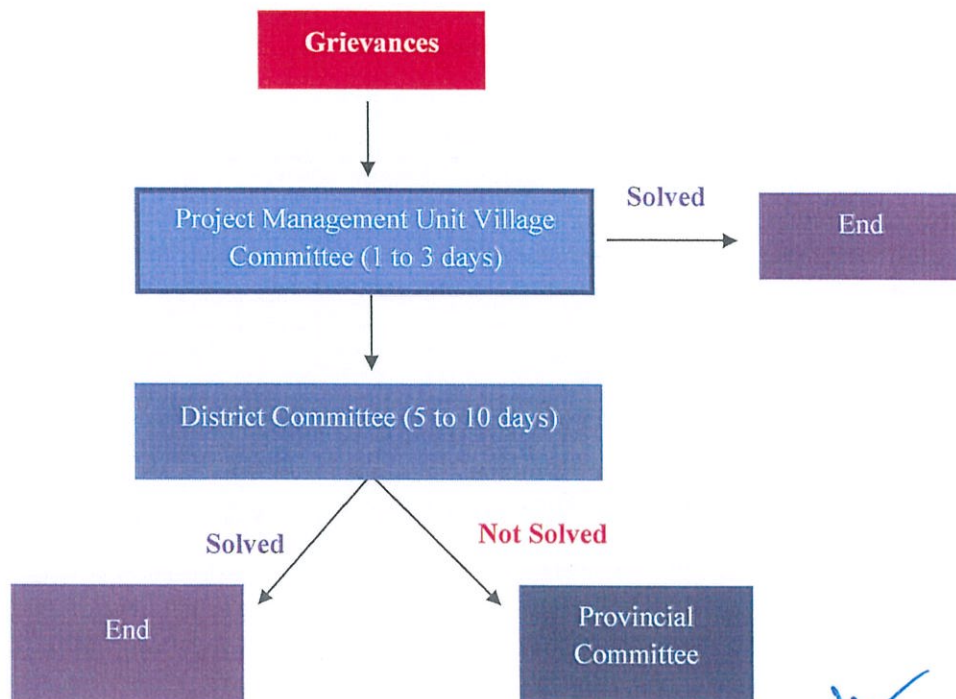 Grievances
Project Management Unit Village
Committee (1 to 3 days)
Solved
End
District Committee (5 to 10 days)
Solved
Not Solved
End
Provincial
Committee